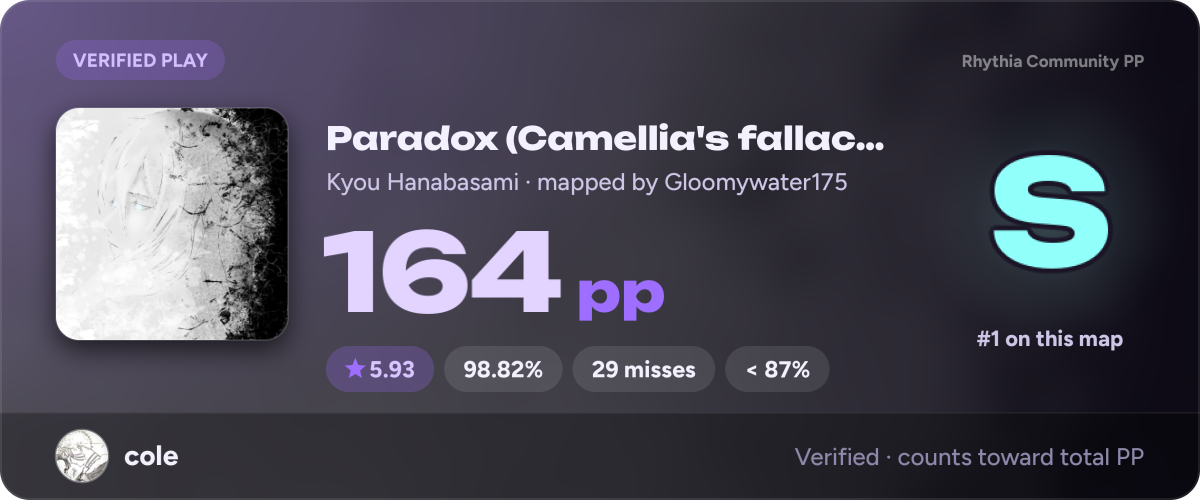 VERIFIED PLAY
Rhythia Community PP
Paradox (Camellia's fallac...
Kyou Hanabasami · mapped by Gloomywater175
164 pp
S
#1 on this map
★ 5.93
98.82%
29 misses
< 87%
cole
Verified · counts toward total PP